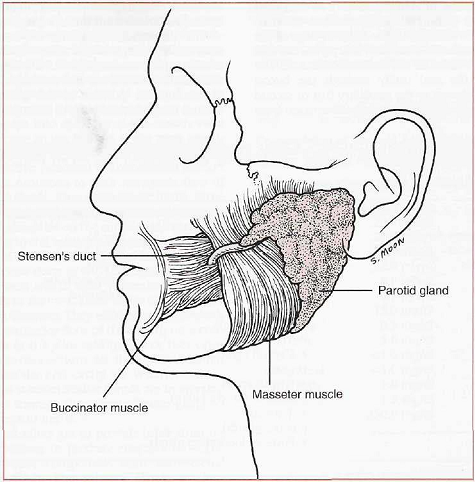 Stensen's duct
S. MOON
Parotid gland
Masseter muscle
Buccinator muscle